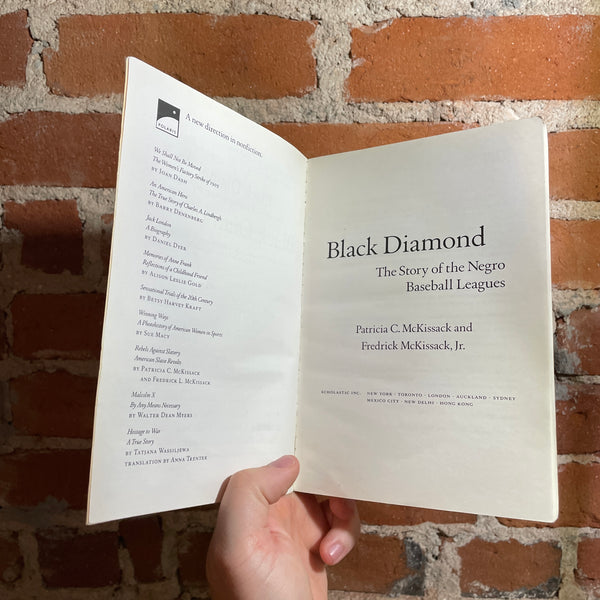 POLARIS
A new direction in nonfiction.
We Shall Not Be Moved
The Women's Factory Strike of 1909
BY JOAN DASH
An American Hero
The True Story of Charles A. Lindbergh
BY BARRY DENENBERG
Jack London
A Biography
BY DANIEL DYER
Memories of Anne Frank
Reflections of a Childhood Friend
BY ALISON LESLIE GOLD
Sensational Trials of the 20th Century
BY BETSY HARVEY KRAFT
Winning Ways
A Photohistory of American Women in Sports
BY SUE MACY
Rebels Against Slavery
American Slave Revolts
BY PATRICIA C. MCKISSACK
AND FREDRICK L. MCKISSACK
Malcolm X
By Any Means Necessary
BY WALTER DEAN MYERS
Hostage to War
A True Story
BY TATJANA WASSILJEWA
TRANSLATION BY ANNA TRENTER
Black Diamond
The Story of the Negro
Baseball Leagues
Patricia C. McKissack and
Fredrick McKissack, Jr.
SCHOLASTIC INC. NEW YORK · TORONTO · LONDON · AUCKLAND · SYDNEY
MEXICO CITY · NEW DELHI · HONG KONG